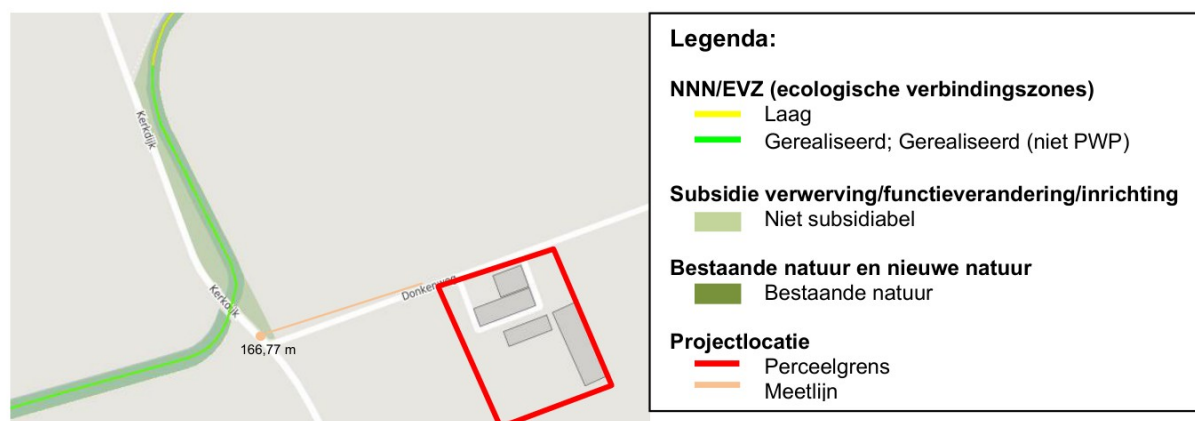 Kerkdijk
Kerkdijk
Donkenweg
166,77 m
Legenda:
NNN/EVZ (ecologische verbindingszones)
Laag
Gerealiseerd; Gerealiseerd (niet PWP)
Subsidie verwerving/functieverandering/inrichting
Niet subsidiabel
Bestaande natuur en nieuwe natuur
Bestaande natuur
Projectlocatie
Perceelgrens
Meetlijn